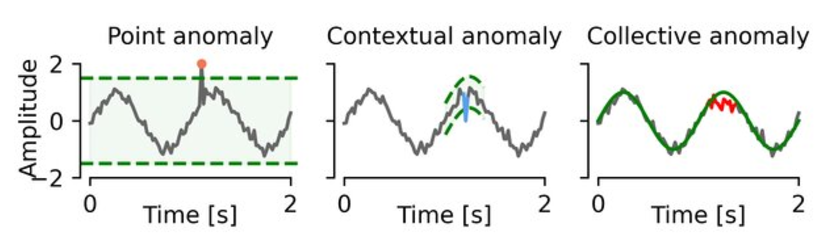 Point anomaly
Contextual anomaly
Collective anomaly
Amplitude
2
0
−2
0
2
Time [s]
0
2
Time [s]
0
2
Time [s]